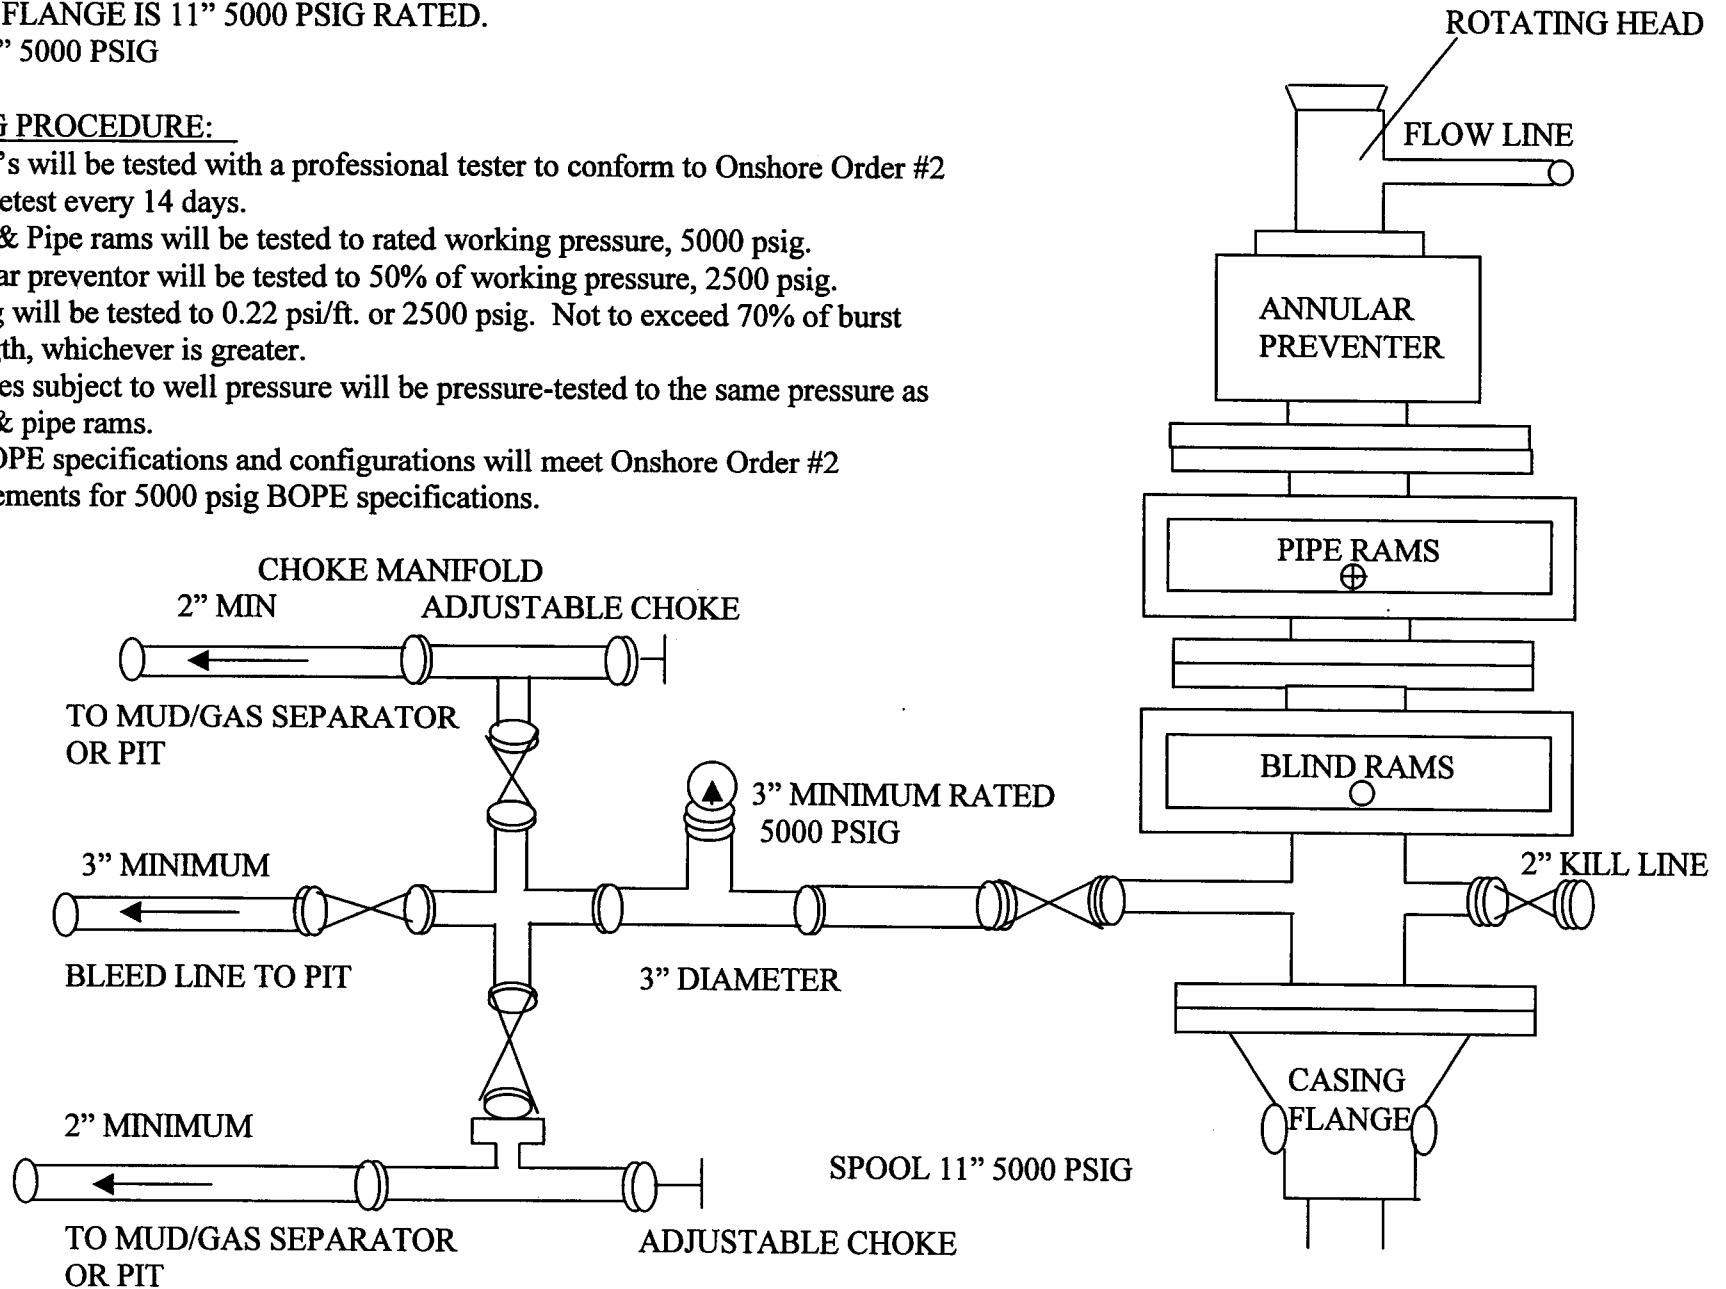 FLANGE IS 11” 5000 PSIG RATED.
” 5000 PSIG
PROCEDURE:
’s will be tested with a professional tester to conform to Onshore Order #2
etest every 14 days.
& Pipe rams will be tested to rated working pressure, 5000 psig.
ar preventor will be tested to 50% of working pressure, 2500 psig.
g will be tested to 0.22 psi/ft. or 2500 psig.  Not to exceed 70% of burst
gth, whichever is greater.
es subject to well pressure will be pressure-tested to the same pressure as
& pipe rams.
OPE specifications and configurations will meet Onshore Order #2
ements for 5000 psig BOPE specifications.
ROTATING HEAD
FLOW LINE
ANNULAR
PREVENTER
PIPE RAMS
BLIND RAMS
2” KILL LINE
CASING
FLANGE
SPOOL 11” 5000 PSIG
CHOKE MANIFOLD
2” MIN
ADJUSTABLE CHOKE
TO MUD/GAS SEPARATOR
OR PIT
3” MINIMUM RATED
5000 PSIG
3” MINIMUM
BLEED LINE TO PIT
3” DIAMETER
2” MINIMUM
TO MUD/GAS SEPARATOR
OR PIT
ADJUSTABLE CHOKE